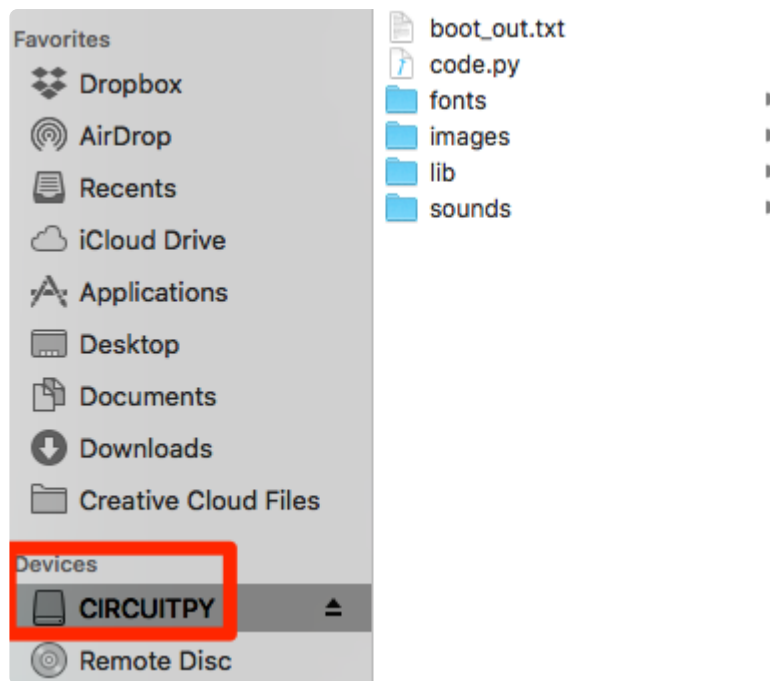 Favorites
Dropbox
AirDrop
Recents
iCloud Drive
Applications
Desktop
Documents
Downloads
Creative Cloud Files
Devices
CIRCUITPY
Remote Disc
boot_out.txt
code.py
fonts
images
lib
sounds